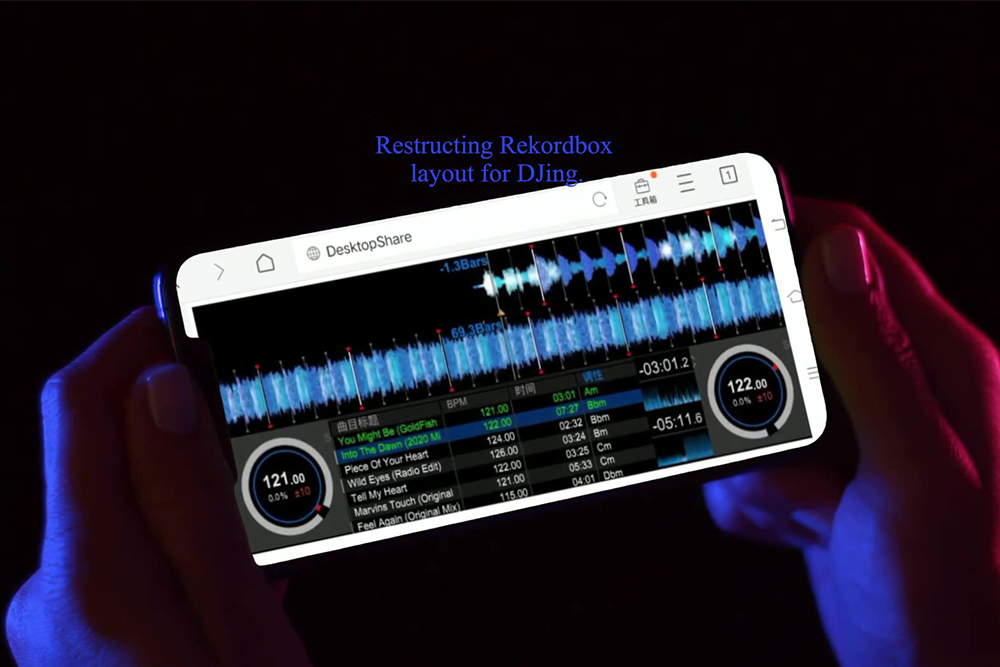 Restructing Rekordbox
layout for DJing.
1
工具箱
DesktopShare
-1.3Bars
69.3Bars
曲目标题 BPM 时间 调性
You Might Be (GoldFish 121.00 03:01 Am
Into The Dawn (2020 Mi 122.00 07:27 Bbm
Piece Of Your Heart 124.00 02:32 Bbm
Wild Eyes (Radio Edit) 126.00 03:24 Bm
Tell My Heart 122.00 03:25 Cm
Marvins Touch (Original 121.00 05:33 Cm
Feel Again (Original Mix) 115.00 04:01 Dbm
-03:01.2
-05:11.6
121.00
0.0% ±10
122.00
0.0% ±10